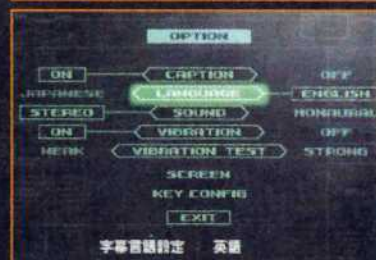 OPTION
ON CAPTION OFF
JAPANESE LANGUAGE ENGLISH
STEREO SOUND MONAURAL
ON VIBRATION OFF
WEAK VIBRATION TEST STRONG
SCREEN
KEY CONFIG
EXIT
字幕言語設定 : 英語